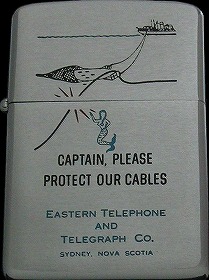 CAPTAIN, PLEASE
PROTECT OUR CABLES
EASTERN TELEPHONE
AND
TELEGRAPH CO.
SYDNEY, NOVA SCOTIA